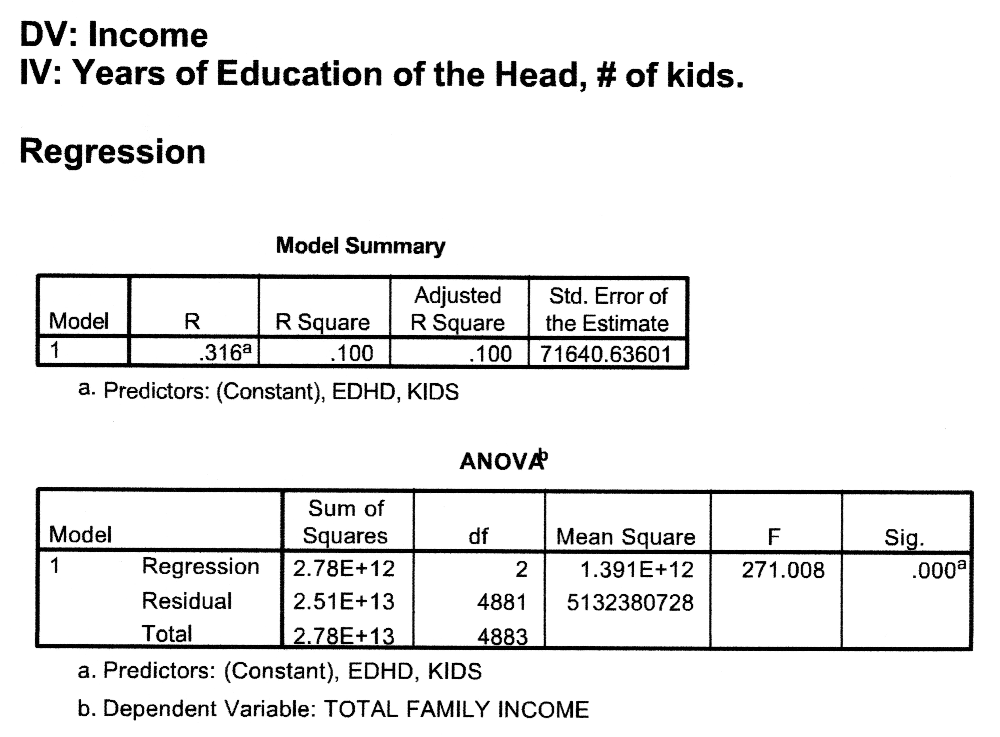 DV: Income
IV: Years of Education of the Head, # of kids.
Regression
Model Summary
Model R R Square Adjusted R Square Std. Error of the Estimate
1 .316a .100 .100 71640.63601
a. Predictors: (Constant), EDHD, KIDS
ANOVAb
Model Sum of Squares df Mean Square F Sig.
1 Regression 2.78E+12 2 1.391E+12 271.008 .000a
Residual 2.51E+13 4881 5132380728
Total 2.78E+13 4883
a. Predictors: (Constant), EDHD, KIDS
b. Dependent Variable: TOTAL FAMILY INCOME